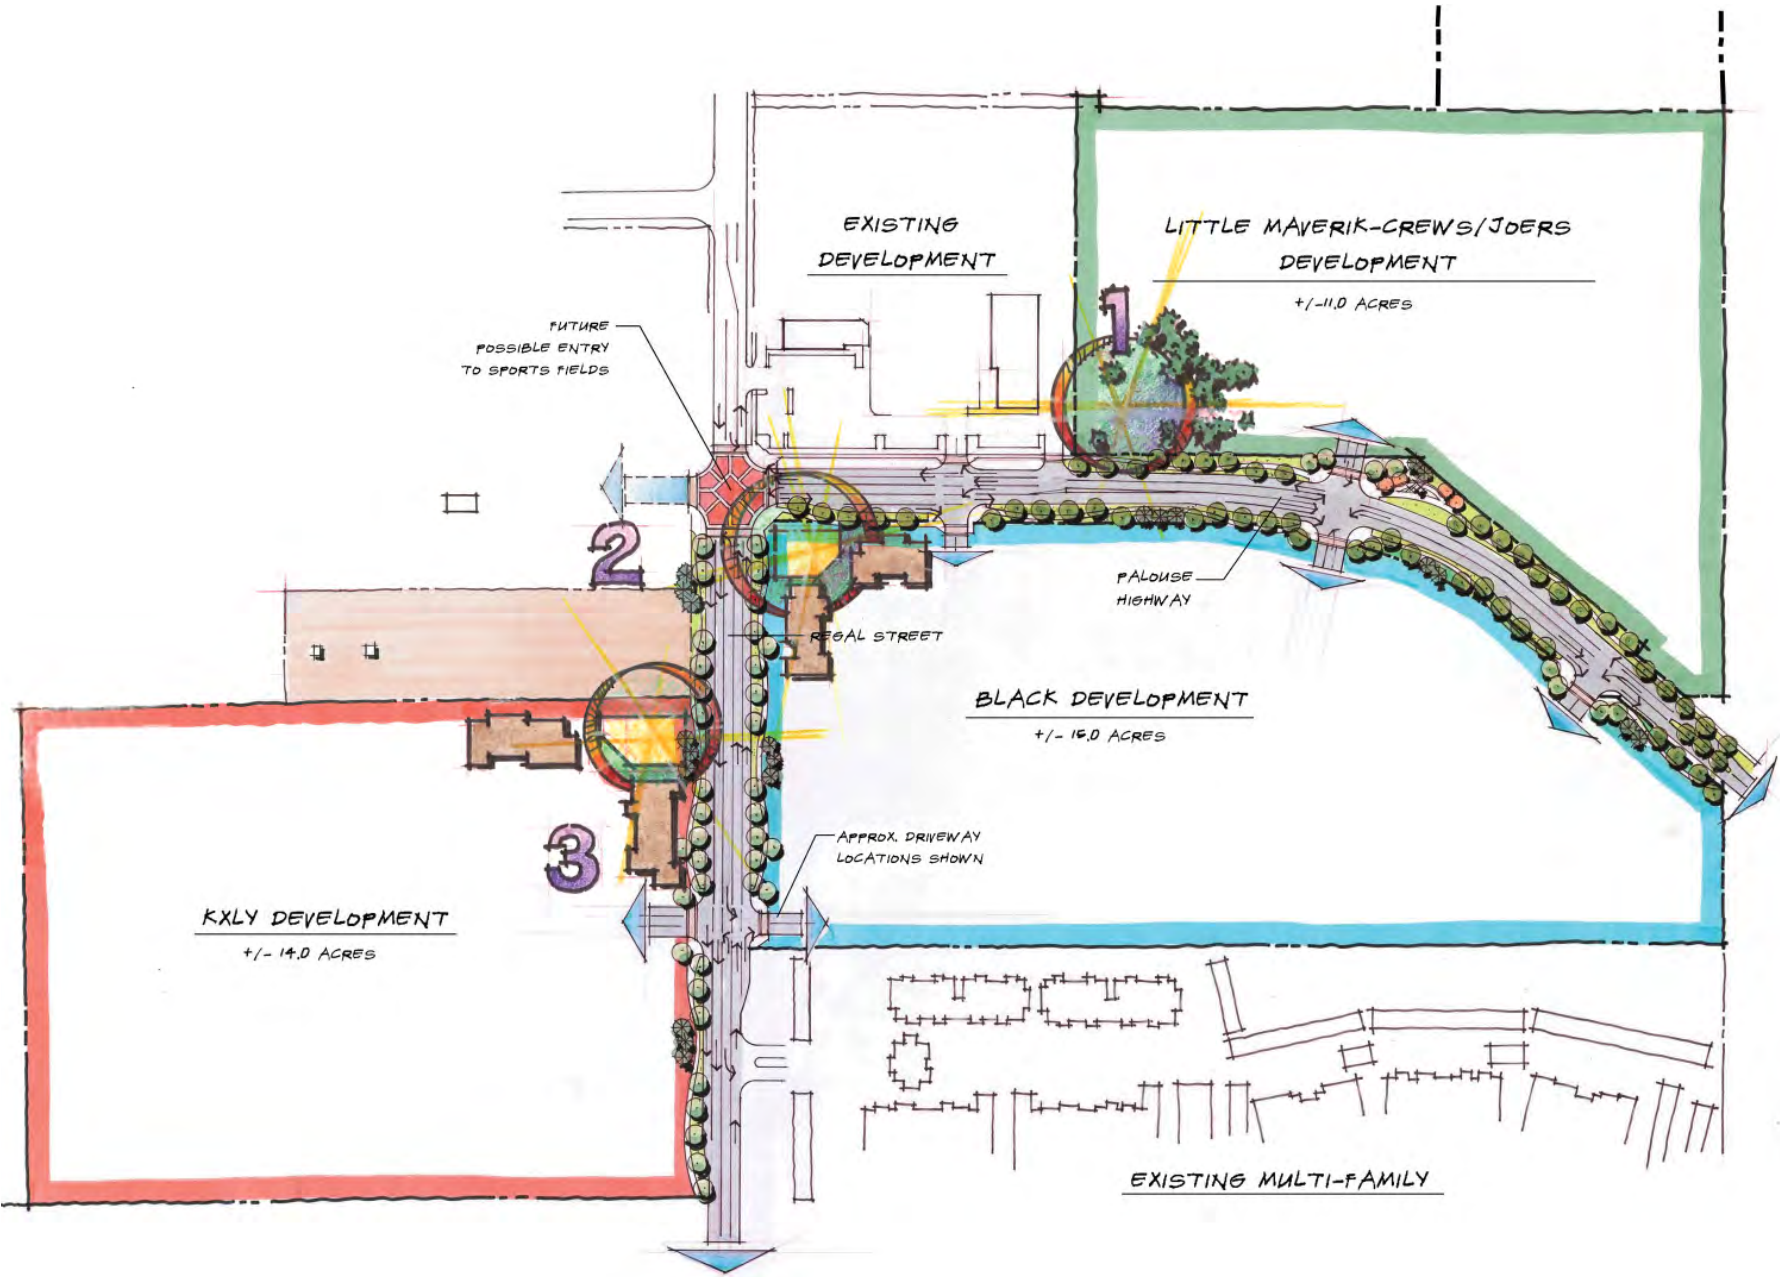 EXISTING
DEVELOPMENT
LITTLE MAVERIK-CREWS/JOERS
DEVELOPMENT
+/-11.0 ACRES
1
FUTURE
POSSIBLE ENTRY
TO SPORTS FIELDS
2
PALOUSE
HIGHWAY
REGAL STREET
BLACK DEVELOPMENT
+/- 15.0 ACRES
3
APPROX. DRIVEWAY
LOCATIONS SHOWN
KXLY DEVELOPMENT
+/- 14.0 ACRES
EXISTING MULTI-FAMILY